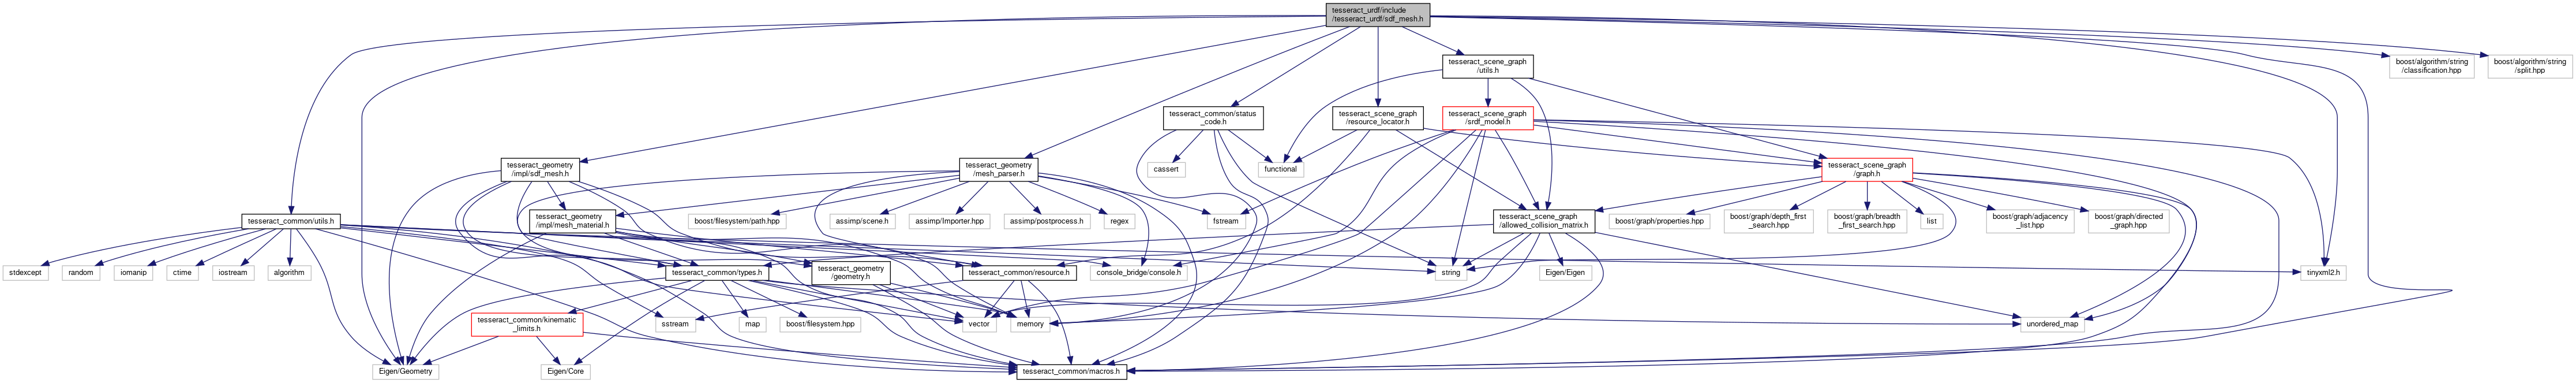 tesseract_urdf/include
/tesseract_urdf/sdf_mesh.h
tesseract_scene_graph
/utils.h
boost/algorithm/string
/classification.hpp
boost/algorithm/string
/split.hpp
tesseract_common/status
_code.h
tesseract_scene_graph
/resource_locator.h
tesseract_scene_graph
/srdf_model.h
tesseract_geometry
/impl/sdf_mesh.h
tesseract_geometry
/mesh_parser.h
cassert
functional
tesseract_scene_graph
/graph.h
tesseract_common/utils.h
tesseract_geometry
/impl/mesh_material.h
boost/filesystem/path.hpp
assimp/scene.h
assimp/Importer.hpp
assimp/postprocess.h
regex
fstream
tesseract_scene_graph
/allowed_collision_matrix.h
boost/graph/properties.hpp
boost/graph/depth_first
_search.hpp
boost/graph/breadth
_first_search.hpp
list
boost/graph/adjacency
_list.hpp
boost/graph/directed
_graph.hpp
stdexcept
random
iomanip
ctime
iostream
algorithm
tesseract_common/types.h
tesseract_geometry
/geometry.h
tesseract_common/resource.h
console_bridge/console.h
string
Eigen/Eigen
tinyxml2.h
tesseract_common/kinematic
_limits.h
sstream
map
boost/filesystem.hpp
vector
memory
unordered_map
Eigen/Geometry
Eigen/Core
tesseract_common/macros.h